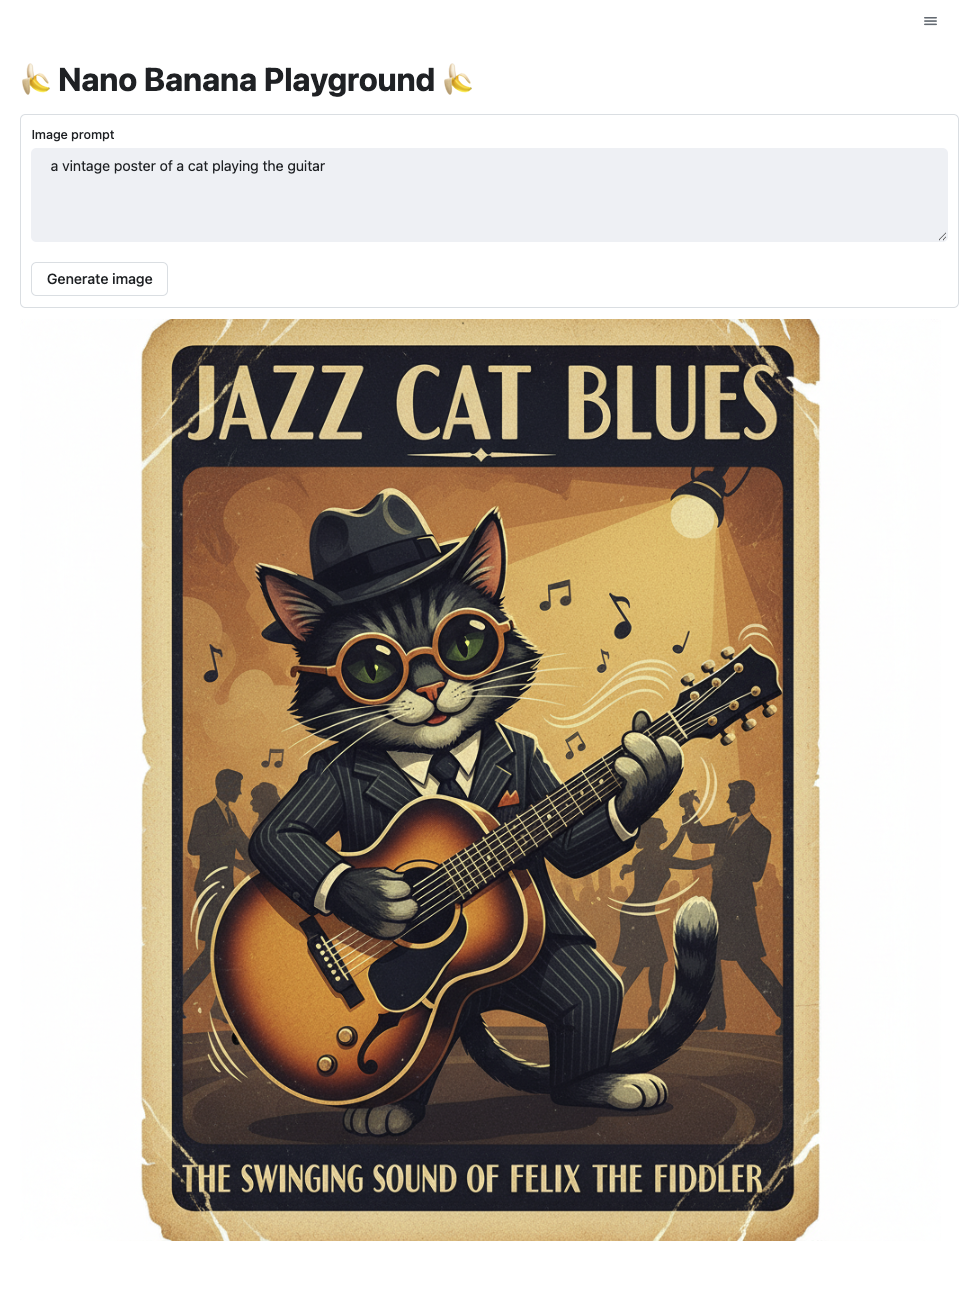 🍌 Nano Banana Playground 🍌
Image prompt
a vintage poster of a cat playing the guitar
Generate image
JAZZ CAT BLUES
THE SWINGING SOUND OF FELIX THE FIDDLER